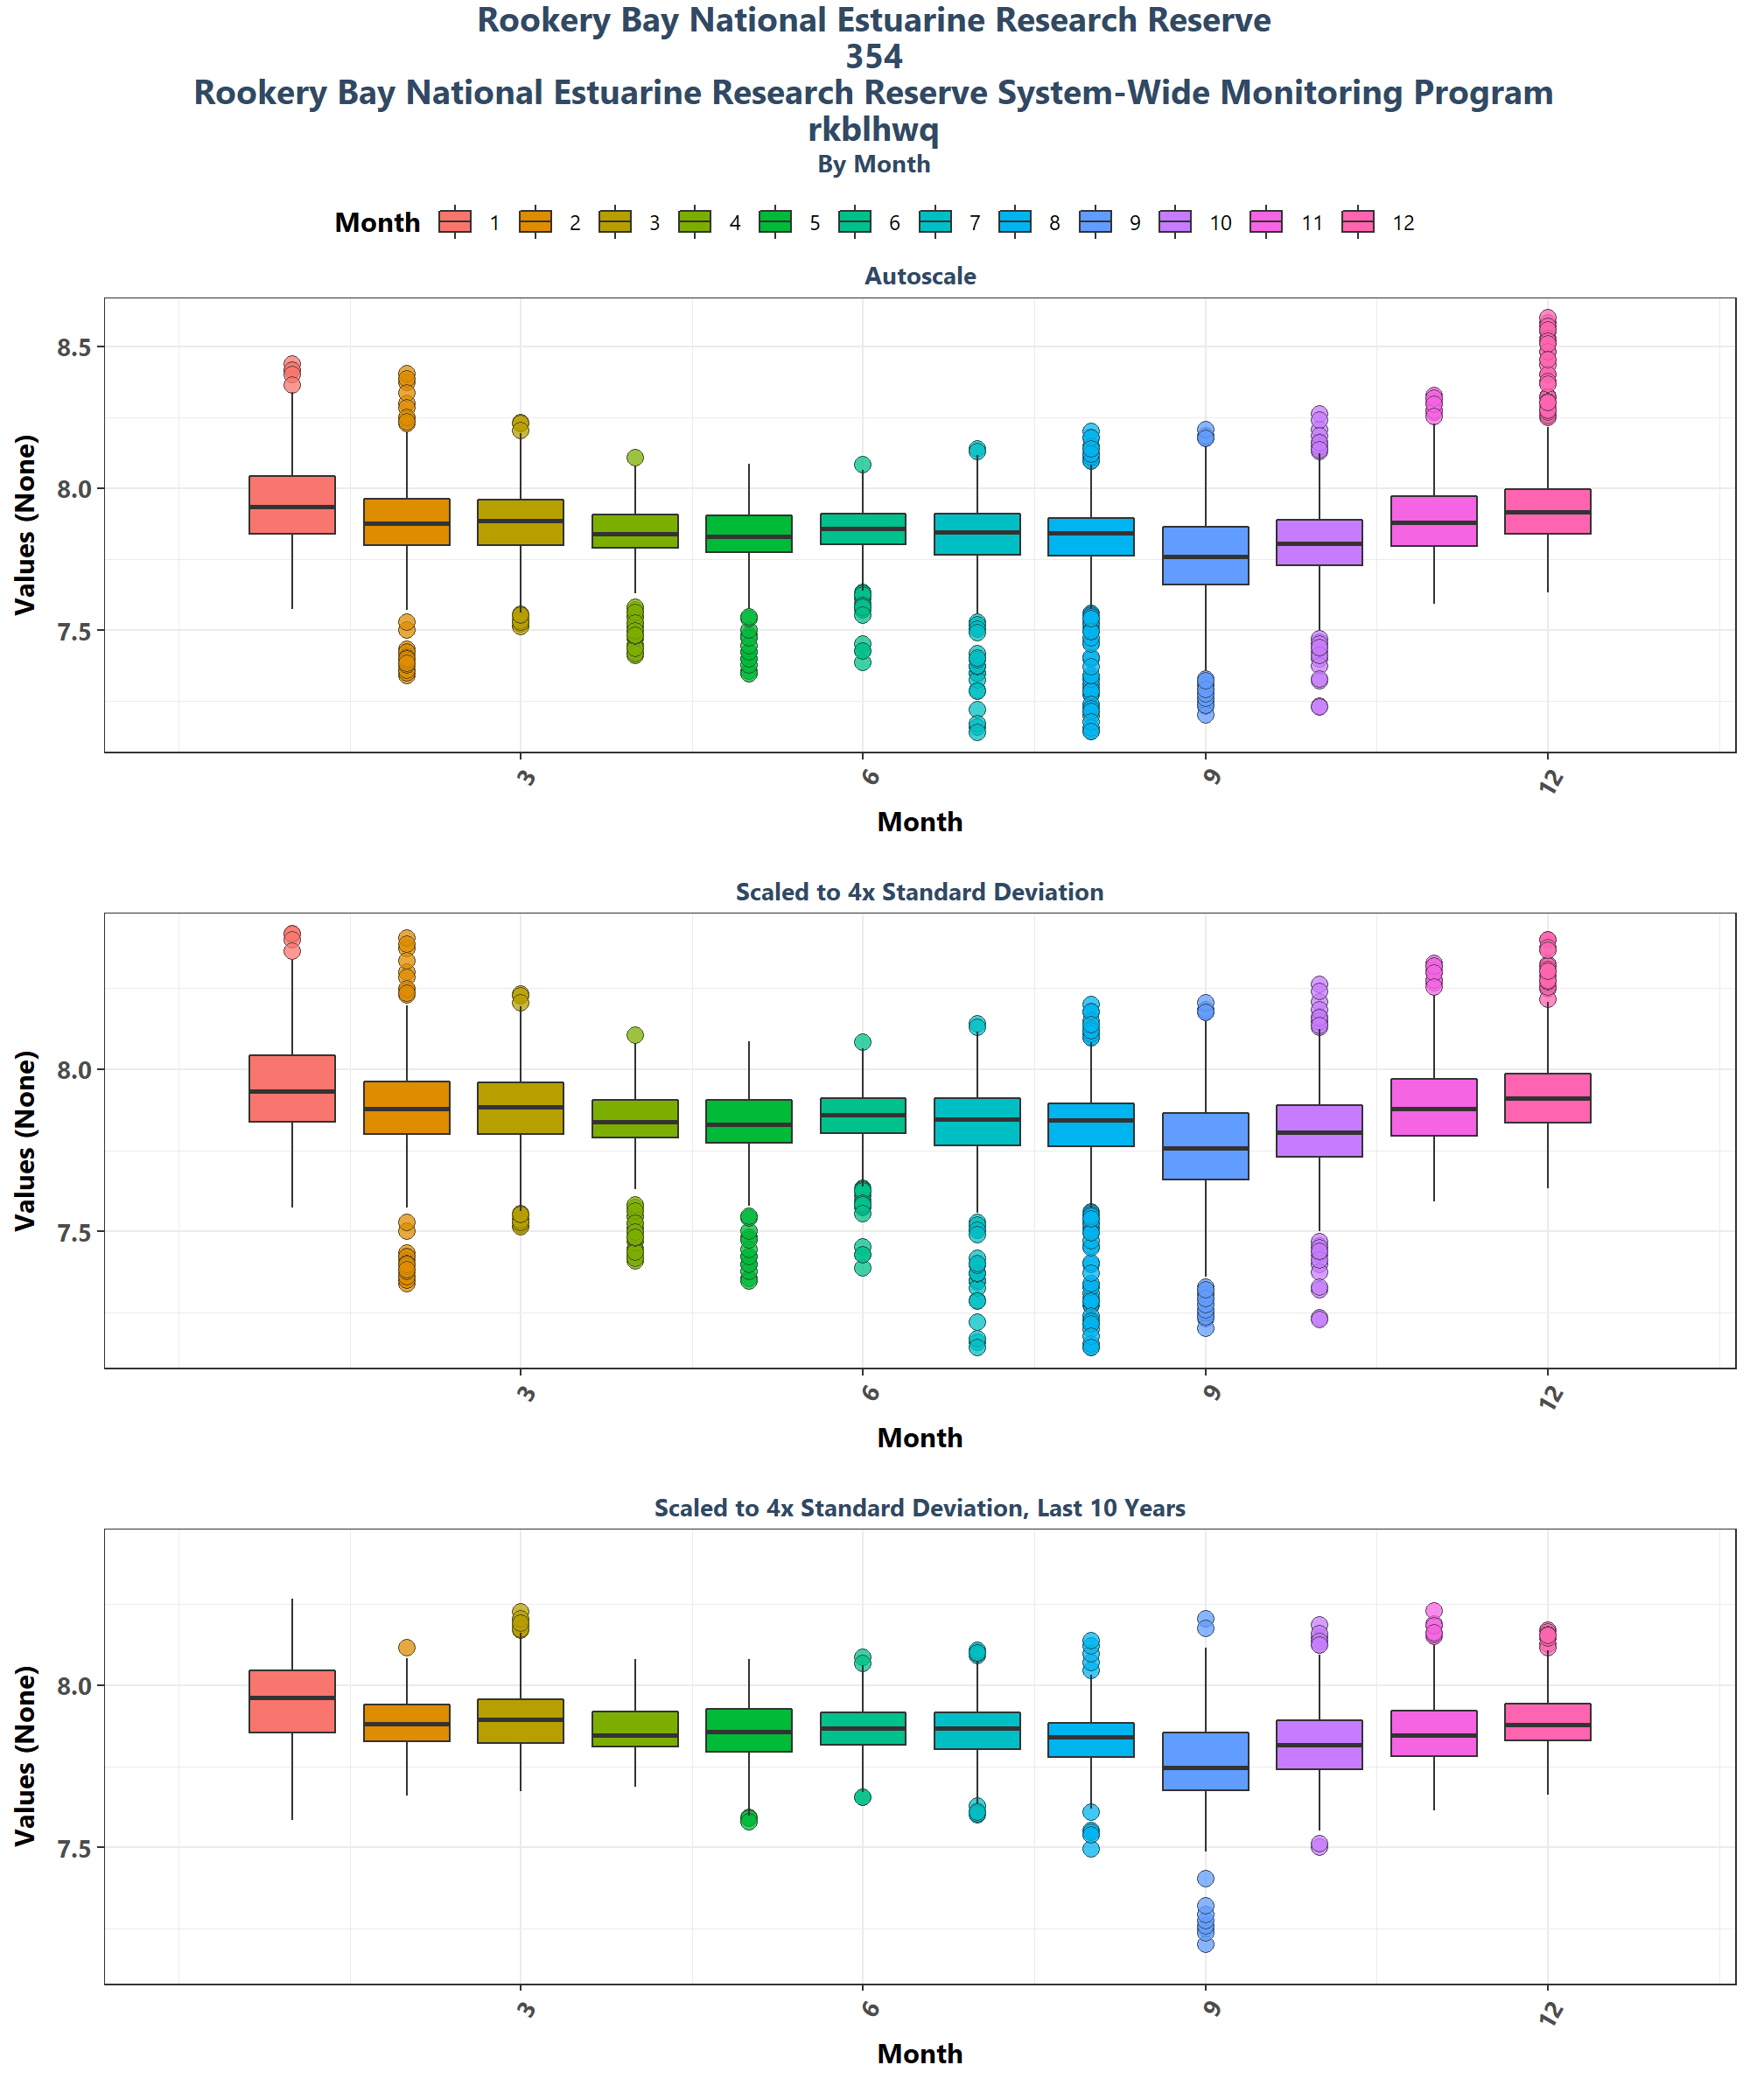 Rookery Bay National Estuarine Research Reserve
354
Rookery Bay National Estuarine Research Reserve System-Wide Monitoring Program
rkblhwq
By Month
Month 1 2 3 4 5 6 7 8 9 10 11 12
Autoscale
Values (None)
8.5
8.0
7.5
3 6 9 12
Month
Scaled to 4x Standard Deviation
Values (None)
8.0
7.5
3 6 9 12
Month
Scaled to 4x Standard Deviation, Last 10 Years
Values (None)
8.0
7.5
3 6 9 12
Month